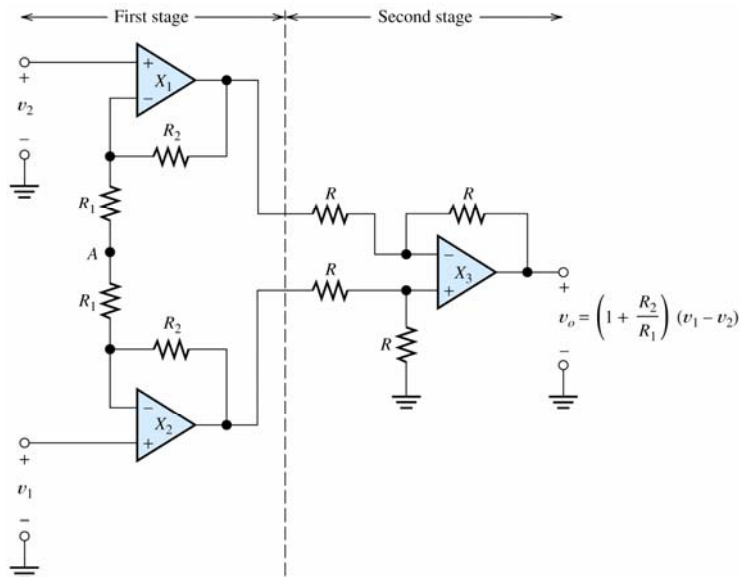 First stage
Second stage
+
X₁
−
+
v₂
−
R₂
R₁
A
R₁
R₂
R
R
−
X₃
+
R
R
+
vₒ = (1 + R₂/R₁) (v₁ − v₂)
−
−
X₂
+
+
v₁
−